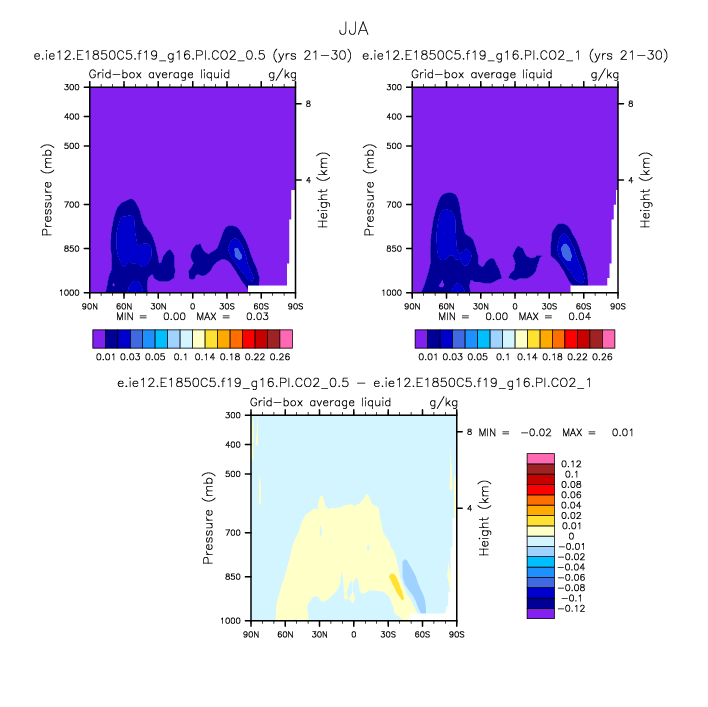 JJA
e.ie12.E1850C5.f19_g16.PI.CO2_0.5 (yrs 21-30) e.ie12.E1850C5.f19_g16.PI.CO2_1 (yrs 21-30)
Grid-box average liquid g/kg Grid-box average liquid g/kg
300 300
8 8
400 400
500 500
4 4
700 700
850 850
1000 1000
Pressure (mb) Height (km) Pressure (mb) Height (km)
90N 60N 30N 0 30S 60S 90S 90N 60N 30N 0 30S 60S 90S
MIN = 0.00 MAX = 0.03 MIN = 0.00 MAX = 0.04
0.01 0.03 0.05 0.1 0.14 0.18 0.22 0.26 0.01 0.03 0.05 0.1 0.14 0.18 0.22 0.26
e.ie12.E1850C5.f19_g16.PI.CO2_0.5 - e.ie12.E1850C5.f19_g16.PI.CO2_1
Grid-box average liquid g/kg
300
8 MIN = -0.02 MAX = 0.01
400
500
4
700
850
1000
Pressure (mb) Height (km)
90N 60N 30N 0 30S 60S 90S
0.12
0.1
0.08
0.06
0.04
0.02
0.01
0
-0.01
-0.02
-0.04
-0.06
-0.08
-0.1
-0.12